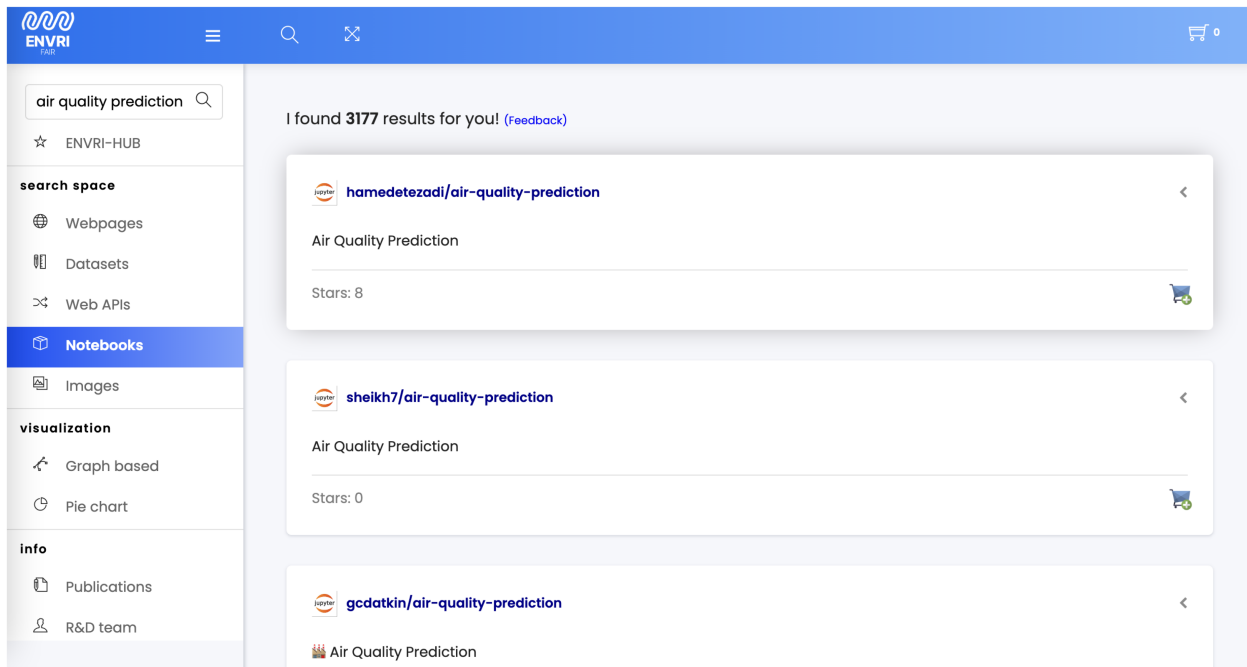 ENVRI
FAIR
0
air quality prediction
ENVRI-HUB
search space
Webpages
Datasets
Web APIs
Notebooks
Images
visualization
Graph based
Pie chart
info
Publications
R&D team
I found 3177 results for you! (Feedback)
jupyter hamedetezadi/air-quality-prediction
Air Quality Prediction
Stars: 8
jupyter sheikh7/air-quality-prediction
Air Quality Prediction
Stars: 0
jupyter gcdatkin/air-quality-prediction
Air Quality Prediction